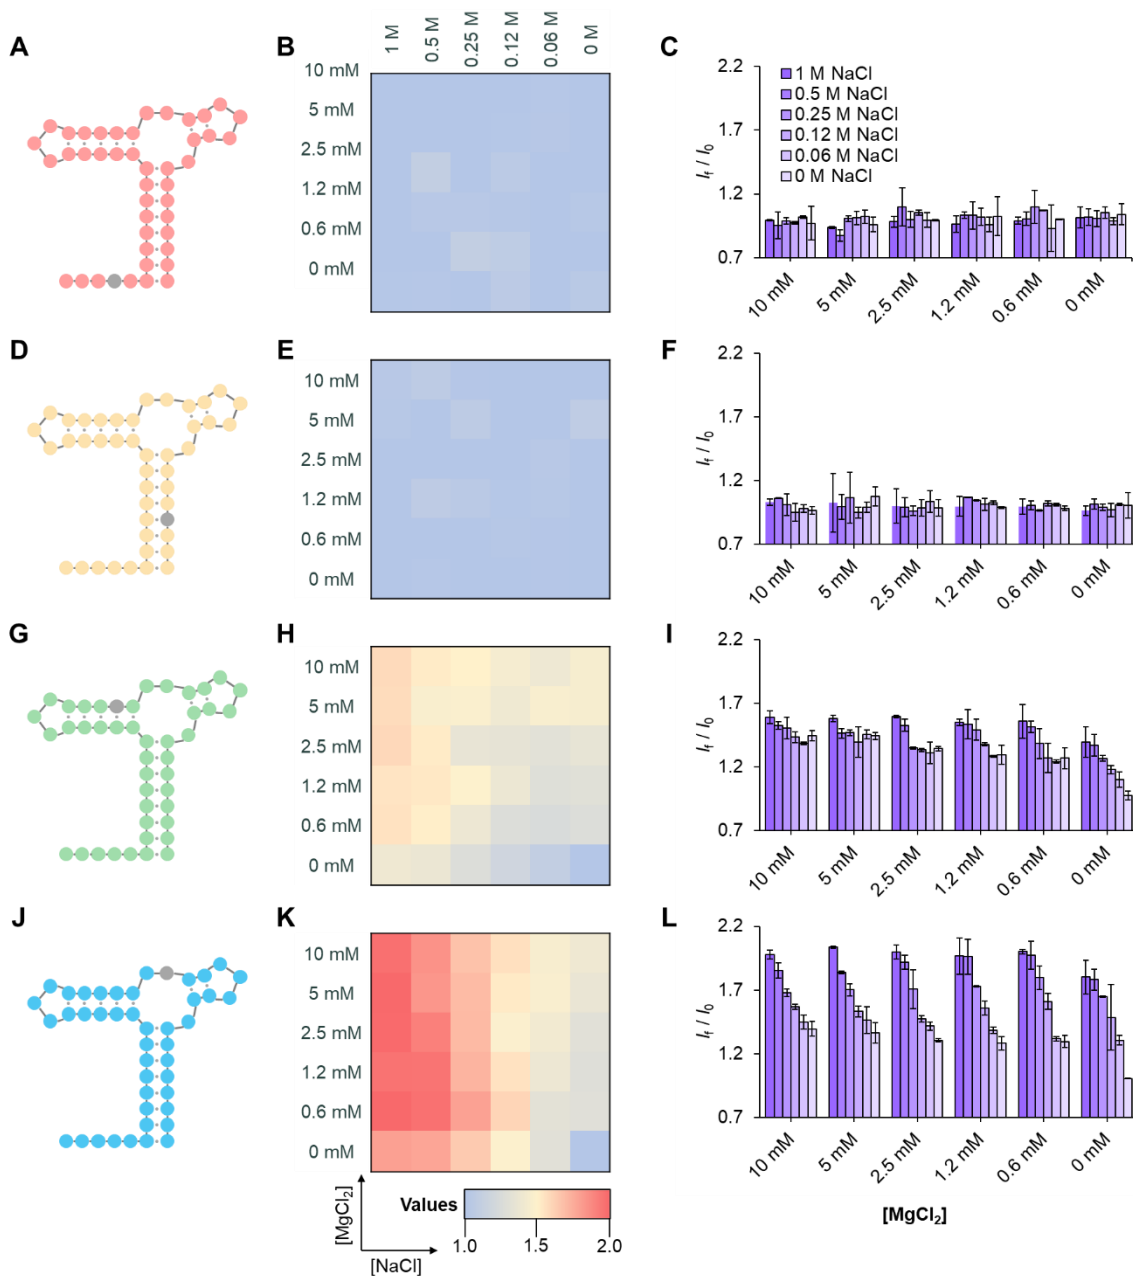 A
B
1 M
0.5 M
0.25 M
0.12 M
0.06 M
0 M
10 mM
5 mM
2.5 mM
1.2 mM
0.6 mM
0 mM
C
2.2
1.7
1.2
0.7
I_f / I_0
1 M NaCl
0.5 M NaCl
0.25 M NaCl
0.12 M NaCl
0.06 M NaCl
0 M NaCl
10 mM
5 mM
2.5 mM
1.2 mM
0.6 mM
0 mM
D
E
10 mM
5 mM
2.5 mM
1.2 mM
0.6 mM
0 mM
F
2.2
1.7
1.2
0.7
I_f / I_0
10 mM
5 mM
2.5 mM
1.2 mM
0.6 mM
0 mM
G
H
10 mM
5 mM
2.5 mM
1.2 mM
0.6 mM
0 mM
I
2.2
1.7
1.2
0.7
I_f / I_0
10 mM
5 mM
2.5 mM
1.2 mM
0.6 mM
0 mM
J
K
10 mM
5 mM
2.5 mM
1.2 mM
0.6 mM
0 mM
[MgCl₂]
[NaCl]
Values
1.0
1.5
2.0
L
2.2
1.7
1.2
0.7
I_f / I_0
10 mM
5 mM
2.5 mM
1.2 mM
0.6 mM
0 mM
[MgCl₂]